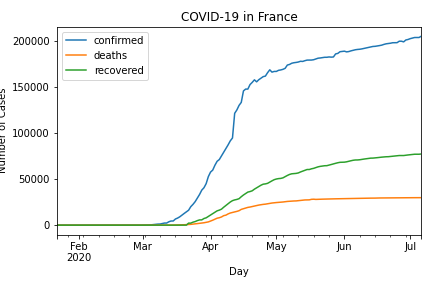 COVID-19 in France
confirmed
deaths
recovered
Number of Cases
200000
150000
100000
50000
0
Feb
2020
Mar
Apr
May
Jun
Jul
Day